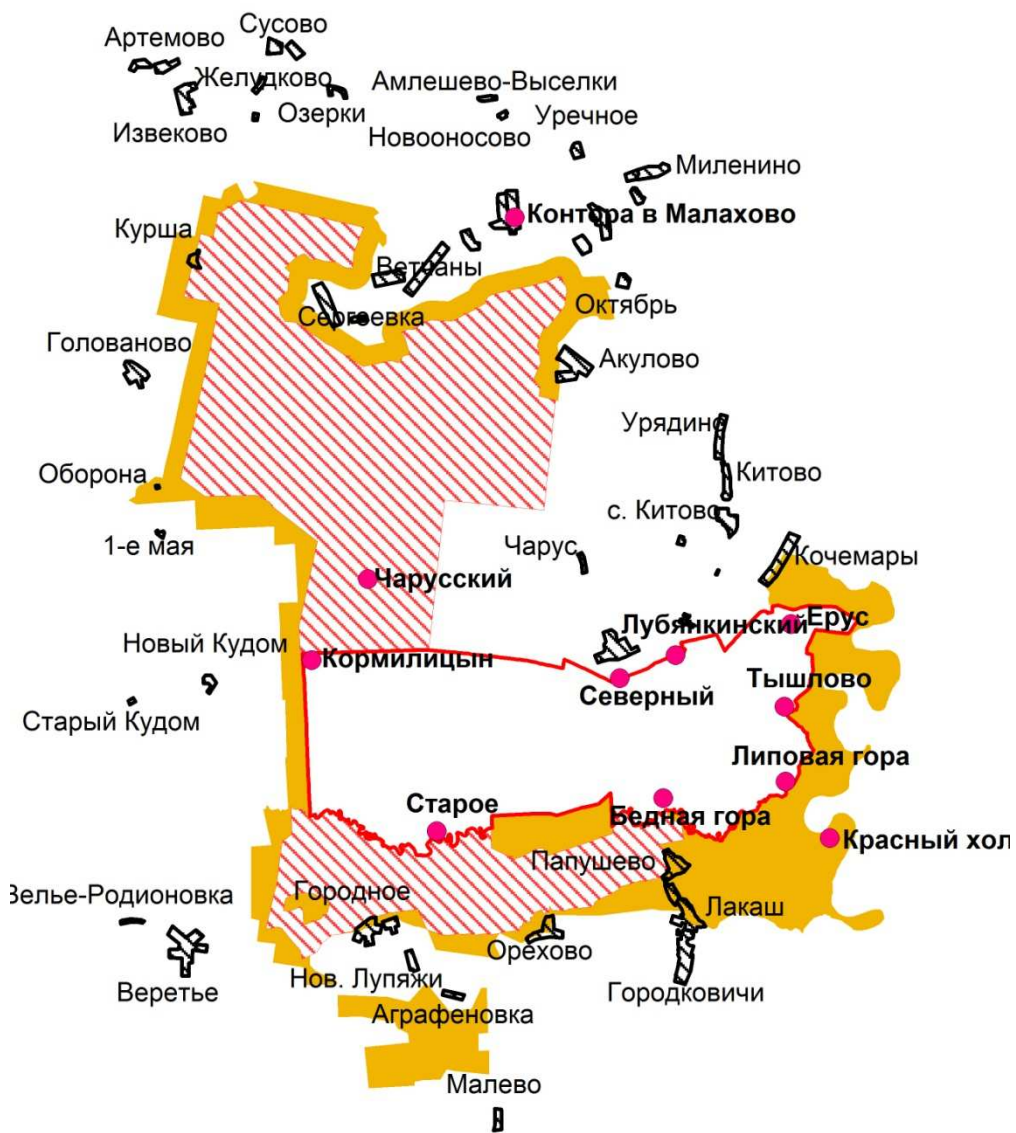 Сусово
Артемово
Желудково
Амлешево-Выселки
Озерки
Извеково
Новооносово
Уречное
Миленино
Контора в Малахово
Курша
Ветчаны
Октябрь
Сергеевка
Голованово
Акулово
Урядино
Оборона
Китово
с. Китово
1-е мая
Чарус
Кочемары
Чарусский
Лубянкинский
Ерус
Новый Кудом
Кормилицын
Северный
Тышлово
Старый Кудом
Липовая гора
Старое
Бедная гора
Красный хол
Папушево
Велье-Родионовка
Городное
Лакаш
Орехово
Нов. Лупяжи
Веретье
Городковичи
Аграфеновка
Малево